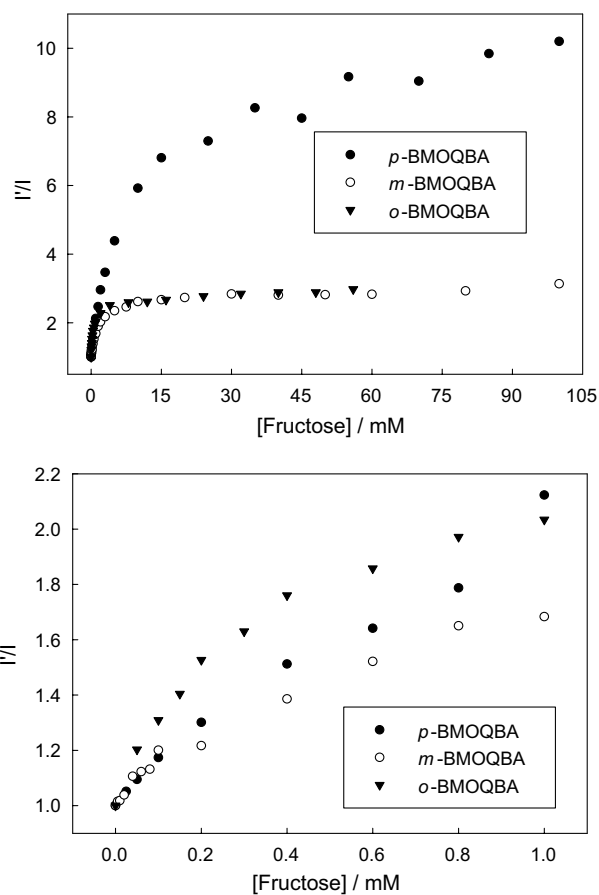 10
8
6
4
2
I'/I
p-BMOQBA
m-BMOQBA
o-BMOQBA
0 15 30 45 60 75 90 105
[Fructose] / mM
2.2
2.0
1.8
1.6
1.4
1.2
1.0
I'/I
p-BMOQBA
m-BMOQBA
o-BMOQBA
0.0 0.2 0.4 0.6 0.8 1.0
[Fructose] / mM